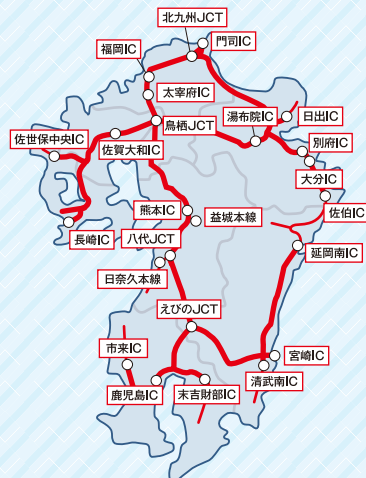 北九州JCT
門司IC
福岡IC
太宰府IC
鳥栖JCT
湯布院IC
日出IC
佐世保中央IC
佐賀大和IC
別府IC
大分IC
佐伯IC
熊本IC
益城本線
長崎IC
八代JCT
延岡南IC
日奈久本線
えびのJCT
市来IC
宮崎IC
清武南IC
鹿児島IC
末吉財部IC